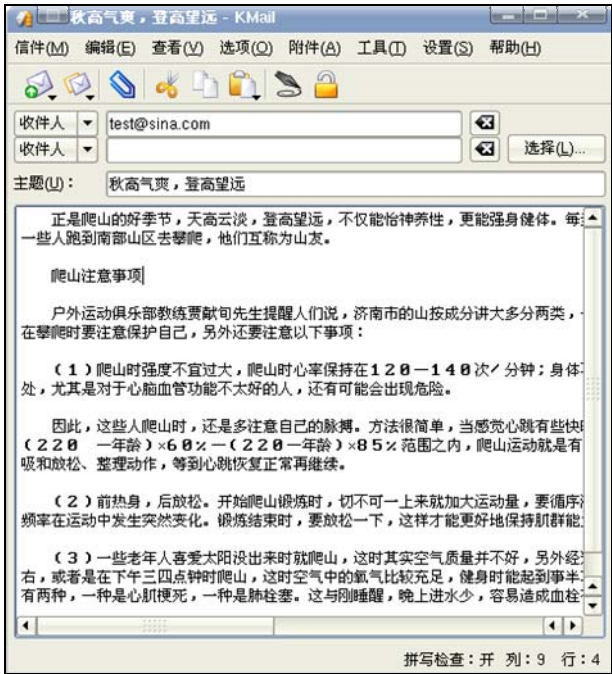 秋高气爽，登高望远 - KMail
信件(M) 编辑(E) 查看(V) 选项(O) 附件(A) 工具(T) 设置(S) 帮助(H)
收件人 test@sina.com
收件人 选择(L)...
主题(U)： 秋高气爽，登高望远
正是爬山的好季节，天高云淡，登高望远，不仅能怡神养性，更能强身健体。每
一些人跑到南部山区去攀爬，他们互称为山友。
爬山注意事项
户外运动俱乐部教练贾献旬先生提醒人们说，济南市的山按成分讲大多分两类，
在攀爬时要注意保护自己，另外还要注意以下事项：
（1）爬山时强度不宜过大，爬山时心率保持在120－140次／分钟；身体
处，尤其是对于心脑血管功能不太好的人，还有可能会出现危险。
因此，这些人爬山时，还是多注意自己的脉搏。方法很简单，当感觉心跳有些快
（220 －年龄）×60％－（220－年龄）×85％范围之内，爬山运动就是有
吸和放松、整理动作，等到心跳恢复正常再继续。
（2）前热身，后放松。开始爬山锻炼时，切不可一上来就加大运动量，要循序
频率在运动中发生突然变化。锻炼结束时，要放松一下，这样才能更好地保持肌群能
（3）一些老年人喜爱太阳没出来时就爬山，这时其实空气质量并不好，另外经
右，或者是在下午三四点钟时爬山，这时空气中的氧气比较充足，健身时能起到事半
有两种，一种是心肌梗死，一种是肺栓塞。这与刚睡醒，晚上进水少，容易造成血栓
拼写检查：开 列：9 行：4